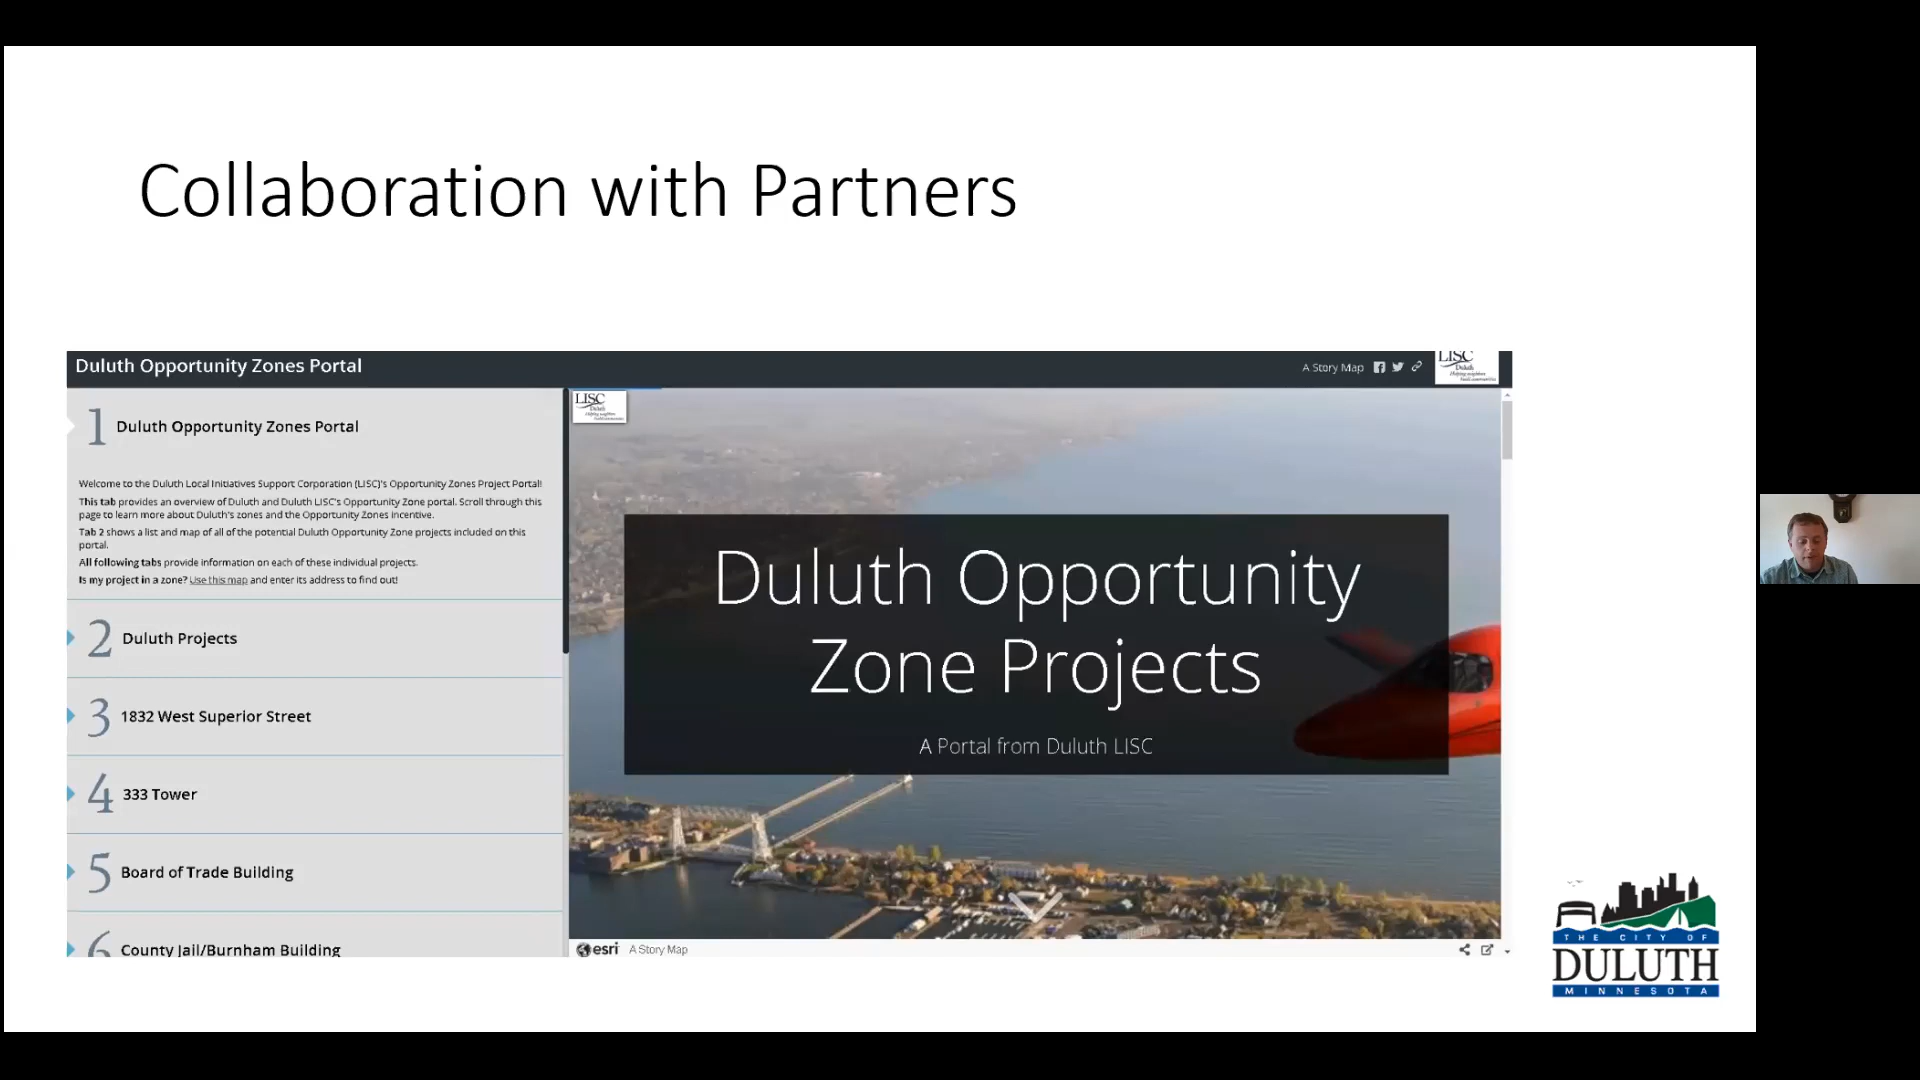 Collaboration with Partners
Duluth Opportunity Zones Portal
A Story Map
LISC
Duluth
1 Duluth Opportunity Zones Portal
Welcome to the Duluth Local Initiatives Support Corporation (LISC)'s Opportunity Zones Project Portal!
This tab provides an overview of Duluth and Duluth LISC's Opportunity Zone portal. Scroll through this
page to learn more about Duluth's zones and the Opportunity Zones incentive.
Tab 2 shows a list and map of all of the potential Duluth Opportunity Zone projects included on this
portal.
All following tabs provide information on each of these individual projects.
Is my project in a zone? Use this map and enter its address to find out!
2 Duluth Projects
3 1832 West Superior Street
4 333 Tower
5 Board of Trade Building
6 County Jail/Burnham Building
LISC
Duluth
Duluth Opportunity
Zone Projects
A Portal from Duluth LISC
esri A Story Map
THE CITY OF
DULUTH
MINNESOTA